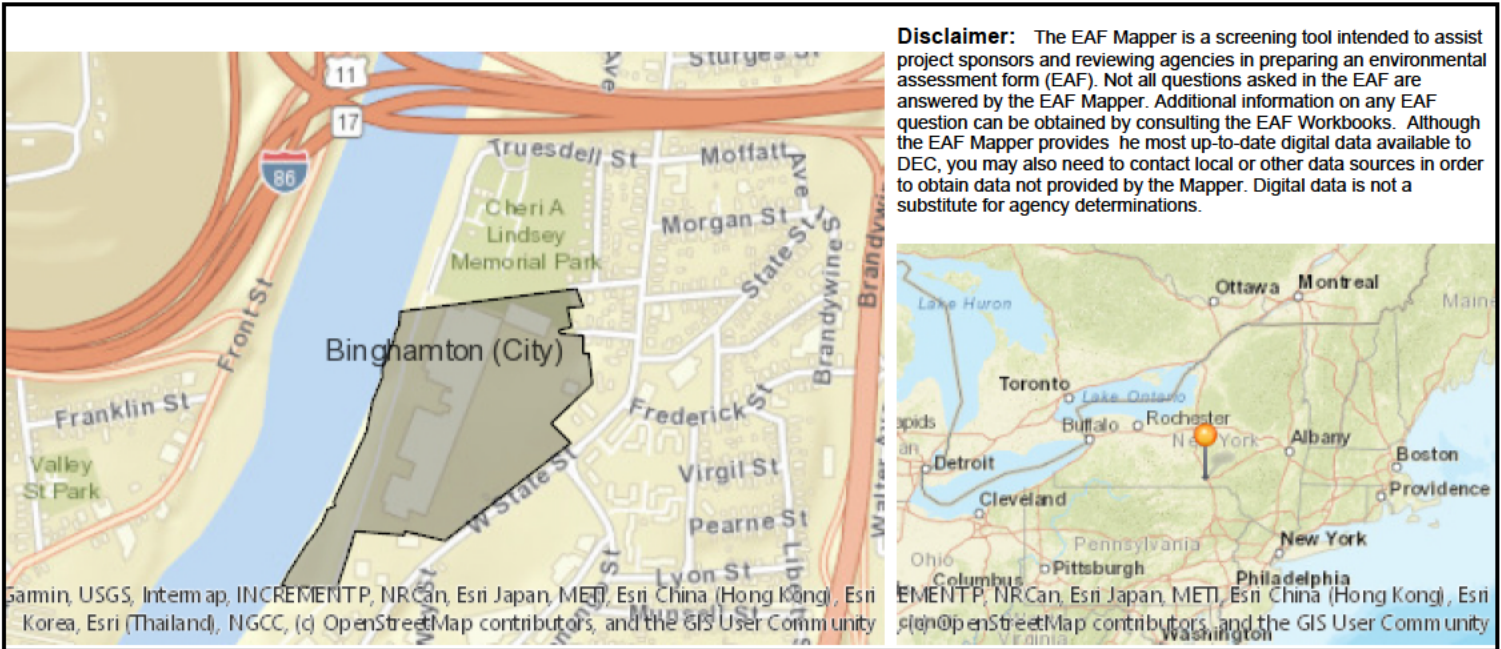 Disclaimer: The EAF Mapper is a screening tool intended to assist
project sponsors and reviewing agencies in preparing an environmental
assessment form (EAF). Not all questions asked in the EAF are
answered by the EAF Mapper. Additional information on any EAF
question can be obtained by consulting the EAF Workbooks. Although
the EAF Mapper provides he most up-to-date digital data available to
DEC, you may also need to contact local or other data sources in order
to obtain data not provided by the Mapper. Digital data is not a
substitute for agency determinations.
11
17
86
Sturges St
Ave
Truesdell St
Moffatt
Ave
Cheri A
Lindsey
Memorial Park
Morgan St
State St
Brandywine S
Brandywi
Front St
Binghamton (City)
Franklin St
Frederick St
Valley
St Park
Virgil St
W State St
Pearne St
Walter
Lyon St
Munsell St
Garmin, USGS, Intermap, INCREMENT P, NRCan, Esri Japan, METI, Esri China (Hong Kong), Esri
Korea, Esri (Thailand), NGCC, (c) OpenStreetMap contributors, and the GIS User Community
Ottawa
Montreal
Lake Huron
Maine
Toronto
Lake Ontario
apids
Buffalo
Rochester
New York
Albany
Detroit
Boston
Providence
Cleveland
New York
Pennsylvania
Ohio
Pittsburgh
Columbus
Philadelphia
EMENT P, NRCan, Esri Japan, METI, Esri China (Hong Kong), Esri
(c) OpenStreetMap contributors, and the GIS User Community
Virginia
Washington